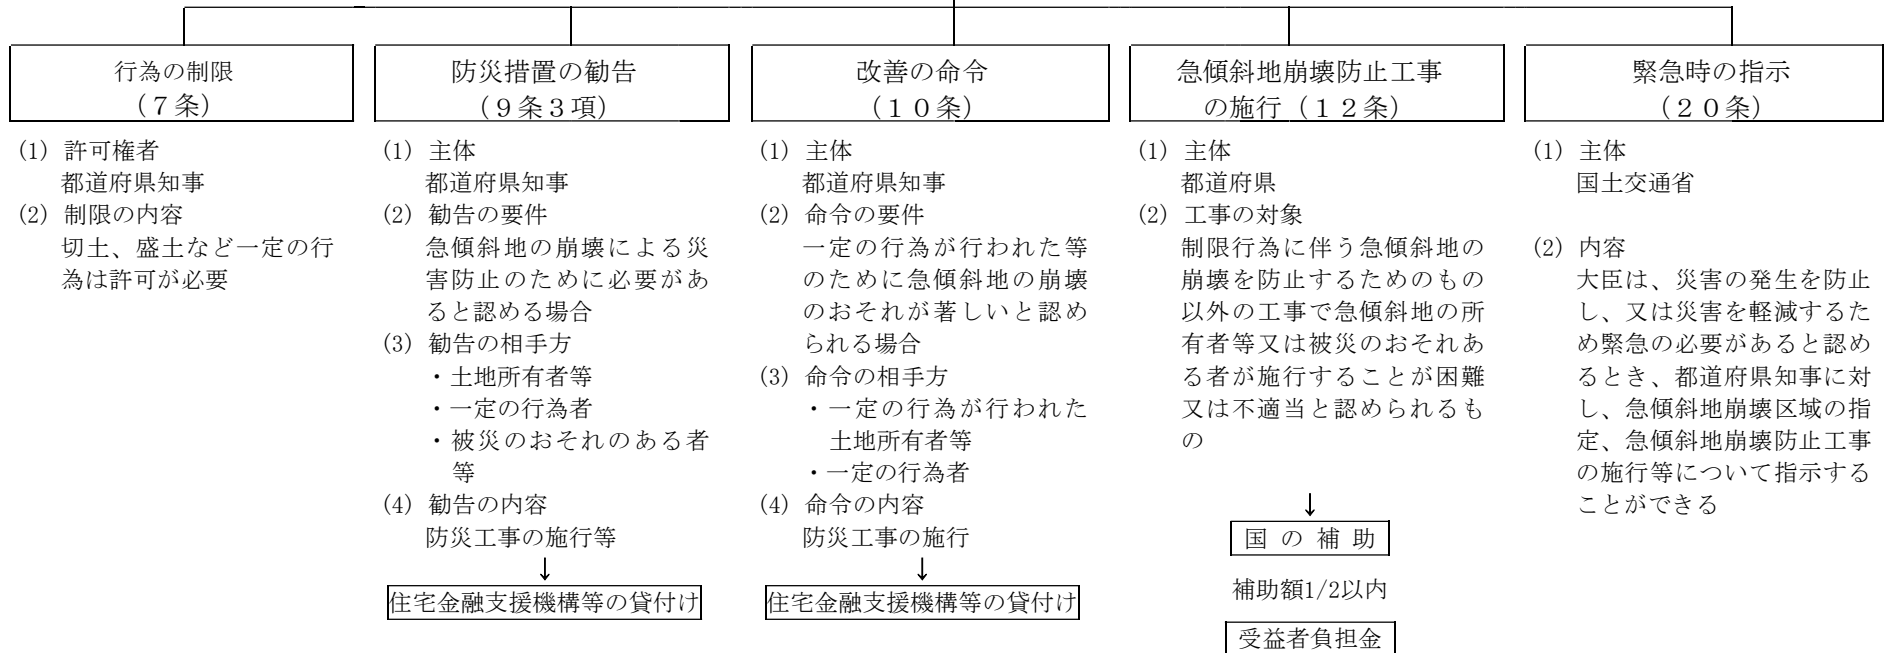 行為の制限
(7条)
(1) 許可権者
都道府県知事
(2) 制限の内容
切土、盛土など一定の行
為は許可が必要
防災措置の勧告
(9条3項)
(1) 主体
都道府県知事
(2) 勧告の要件
急傾斜地の崩壊による災
害防止のために必要があ
ると認める場合
(3) 勧告の相手方
・土地所有者等
・一定の行為者
・被災のおそれのある者
等
(4) 勧告の内容
防災工事の施行等
↓
住宅金融支援機構等の貸付け
改善の命令
(10条)
(1) 主体
都道府県知事
(2) 命令の要件
一定の行為が行われた等
のために急傾斜地の崩壊
のおそれが著しいと認め
られる場合
(3) 命令の相手方
・一定の行為が行われた
土地所有者等
・一定の行為者
(4) 命令の内容
防災工事の施行
↓
住宅金融支援機構等の貸付け
急傾斜地崩壊防止工事
の施行(12条)
(1) 主体
都道府県
(2) 工事の対象
制限行為に伴う急傾斜地の
崩壊を防止するためのもの
以外の工事で急傾斜地の所
有者等又は被災のおそれあ
る者が施行することが困難
又は不適当と認められるも
の
↓
国の補助
補助額1/2以内
受益者負担金
緊急時の指示
(20条)
(1) 主体
国土交通省
(2) 内容
大臣は、災害の発生を防止
し、又は災害を軽減するた
め緊急の必要があると認め
るとき、都道府県知事に対
し、急傾斜地崩壊区域の指
定、急傾斜地崩壊防止工事
の施行等について指示する
ことができる